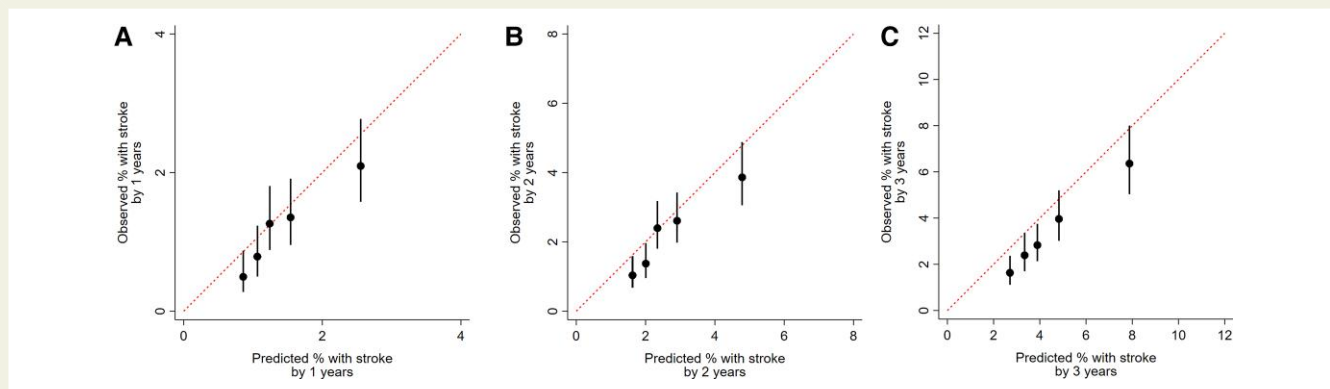 A
4
2
0
0
2
4
Observed % with stroke
by 1 years
Predicted % with stroke
by 1 years
B
8
6
4
2
0
0
2
4
6
8
Observed % with stroke
by 2 years
Predicted % with stroke
by 2 years
C
12
10
8
6
4
2
0
0
2
4
6
8
10
12
Observed % with stroke
by 3 years
Predicted % with stroke
by 3 years